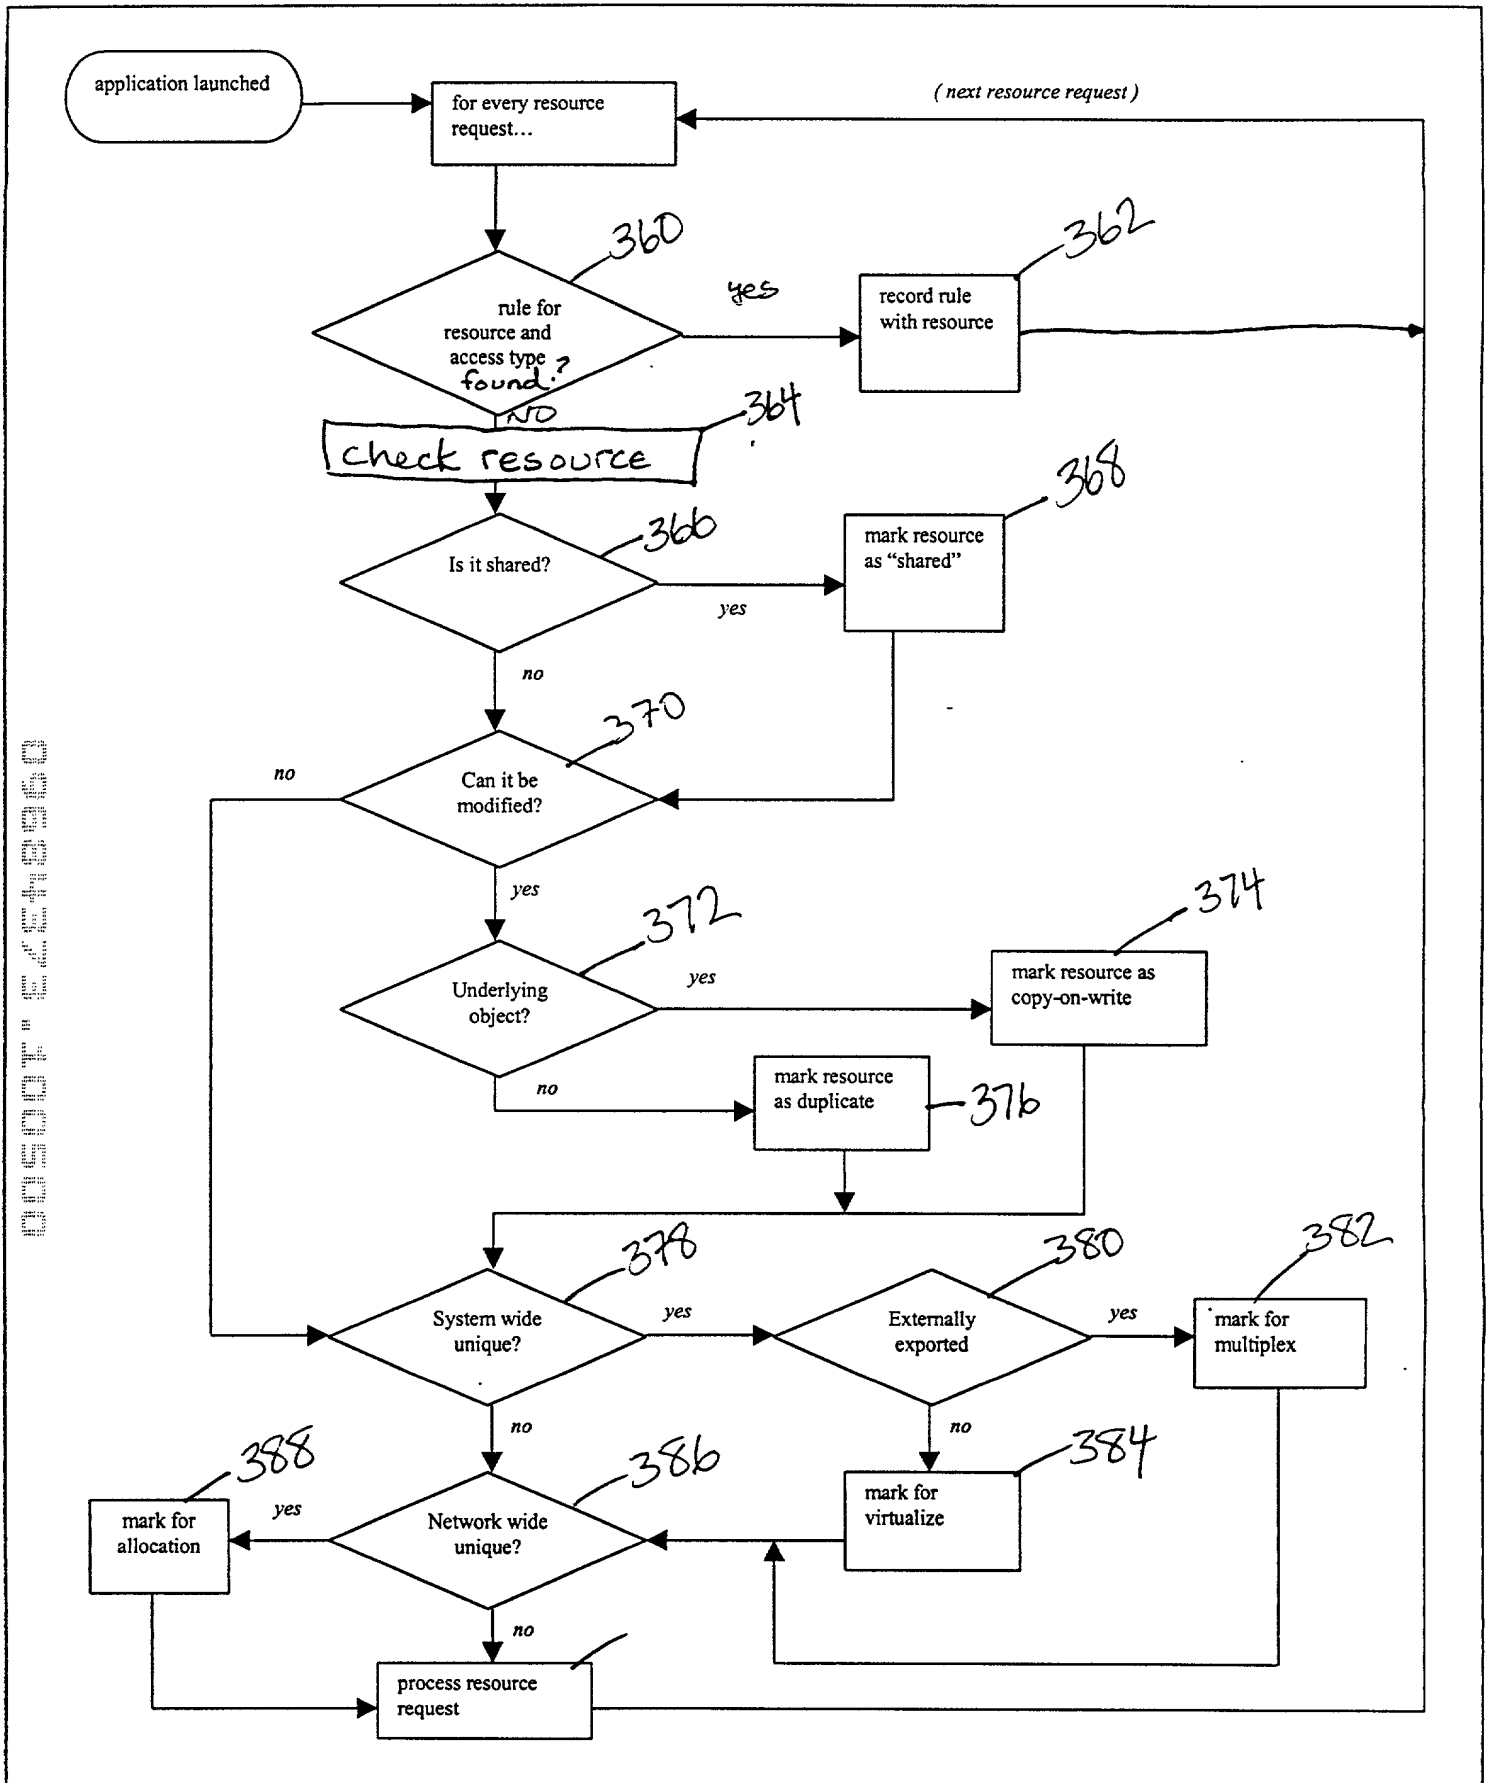 application launched
for every resource
request...
( next resource request )
360
362
rule for
resource and
access type
found?
yes
record rule
with resource
NO
364
check resource
366
368
Is it shared?
yes
mark resource
as “shared”
no
370
no
Can it be
modified?
yes
372
374
Underlying
object?
yes
mark resource as
copy-on-write
no
mark resource
as duplicate
376
378
380
382
System wide
unique?
yes
Externally
exported
yes
mark for
multiplex
no
no
388
386
384
mark for
allocation
yes
Network wide
unique?
mark for
virtualize
no
process resource
request